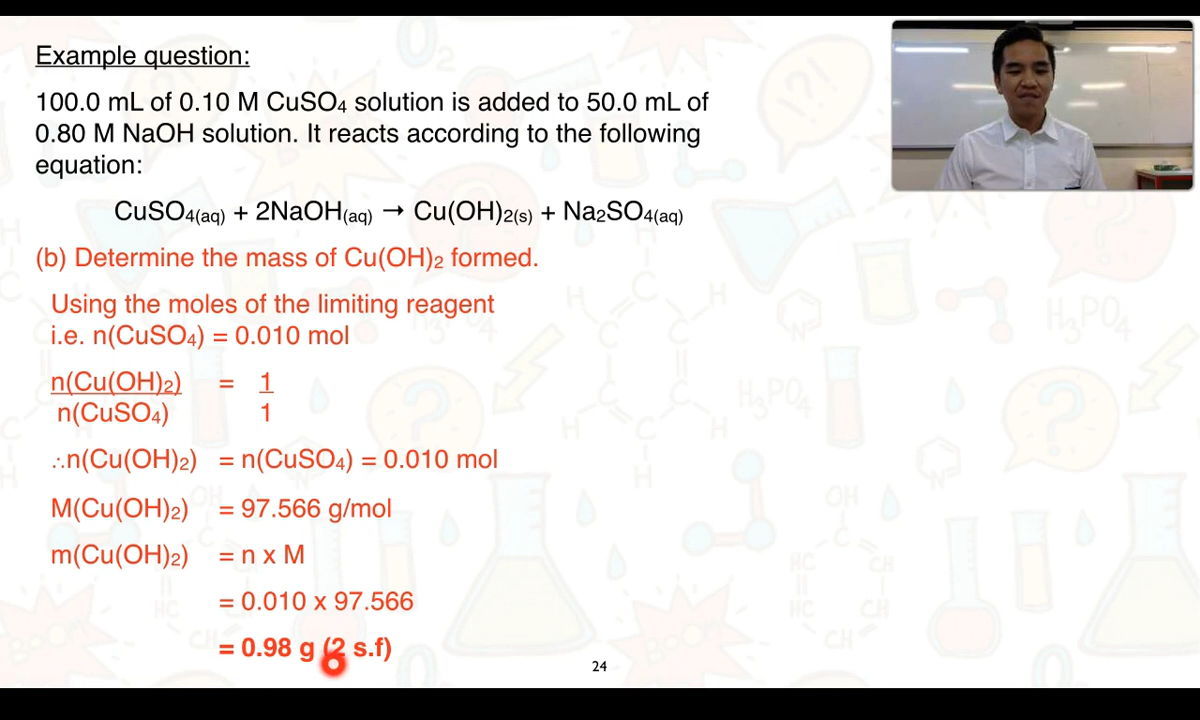 Example question:
100.0 mL of 0.10 M CuSO4 solution is added to 50.0 mL of
0.80 M NaOH solution. It reacts according to the following
equation:
CuSO4(aq) + 2NaOH(aq) → Cu(OH)2(s) + Na2SO4(aq)
(b) Determine the mass of Cu(OH)2 formed.
Using the moles of the limiting reagent
i.e. n(CuSO4) = 0.010 mol
n(Cu(OH)2) = 1
n(CuSO4) 1
∴n(Cu(OH)2) = n(CuSO4) = 0.010 mol
M(Cu(OH)2) = 97.566 g/mol
m(Cu(OH)2) = n x M
= 0.010 x 97.566
= 0.98 g (2 s.f)
24